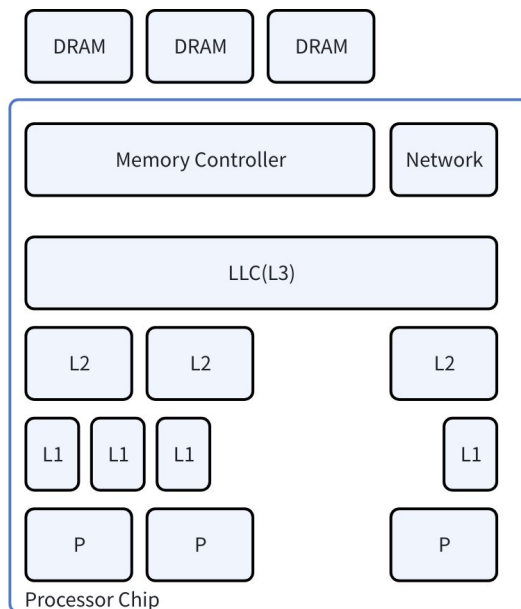 DRAM DRAM DRAM
Memory Controller Network
LLC(L3)
L2 L2 L2
L1 L1 L1 L1
P P P
Processor Chip